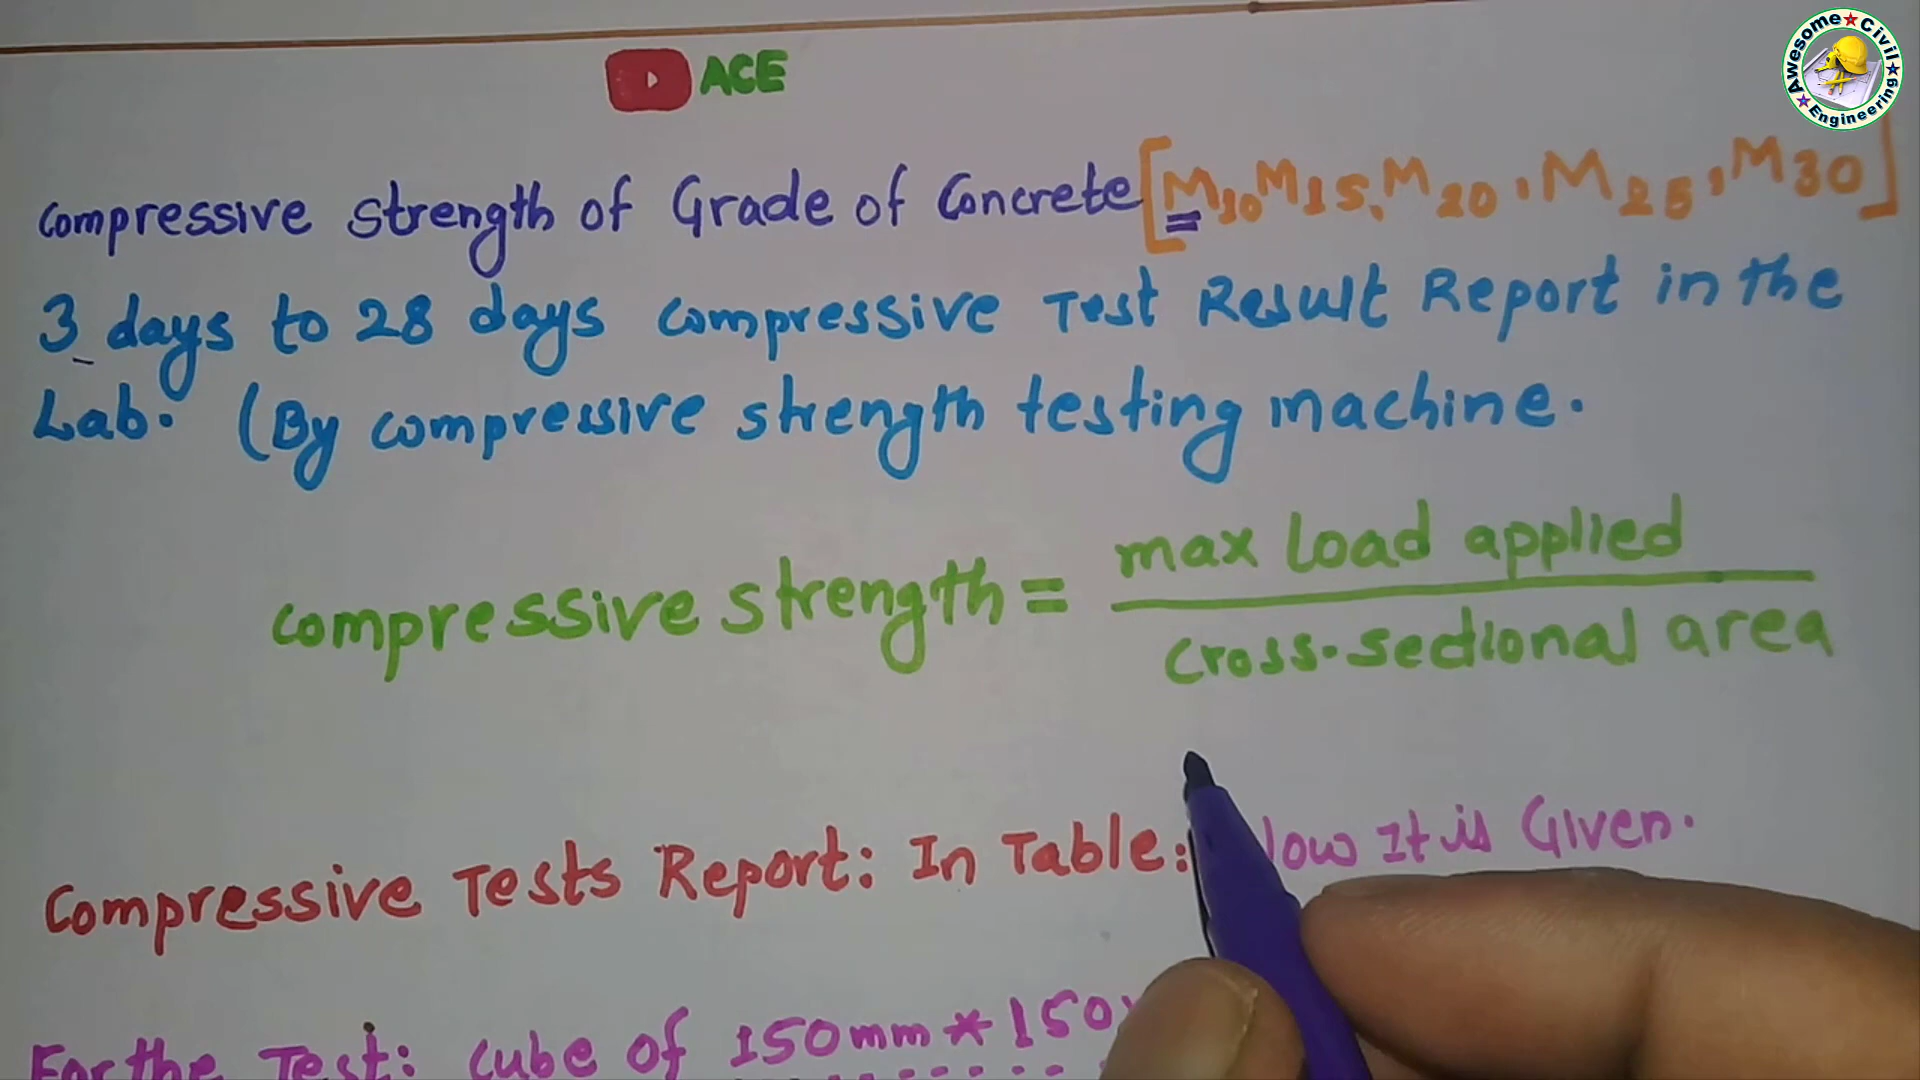 ACE
Awesome Civil Engineering
Compressive strength of Grade of Concrete [M10 M15, M20, M25, M30]
3 days to 28 days compressive Test Result Report in the
Lab. (By compressive strength testing machine.
compressive strength = max load applied
cross-sectional area
Compressive Tests Report: In Table: It is Given.
For the Test: cube of 150mm * 150